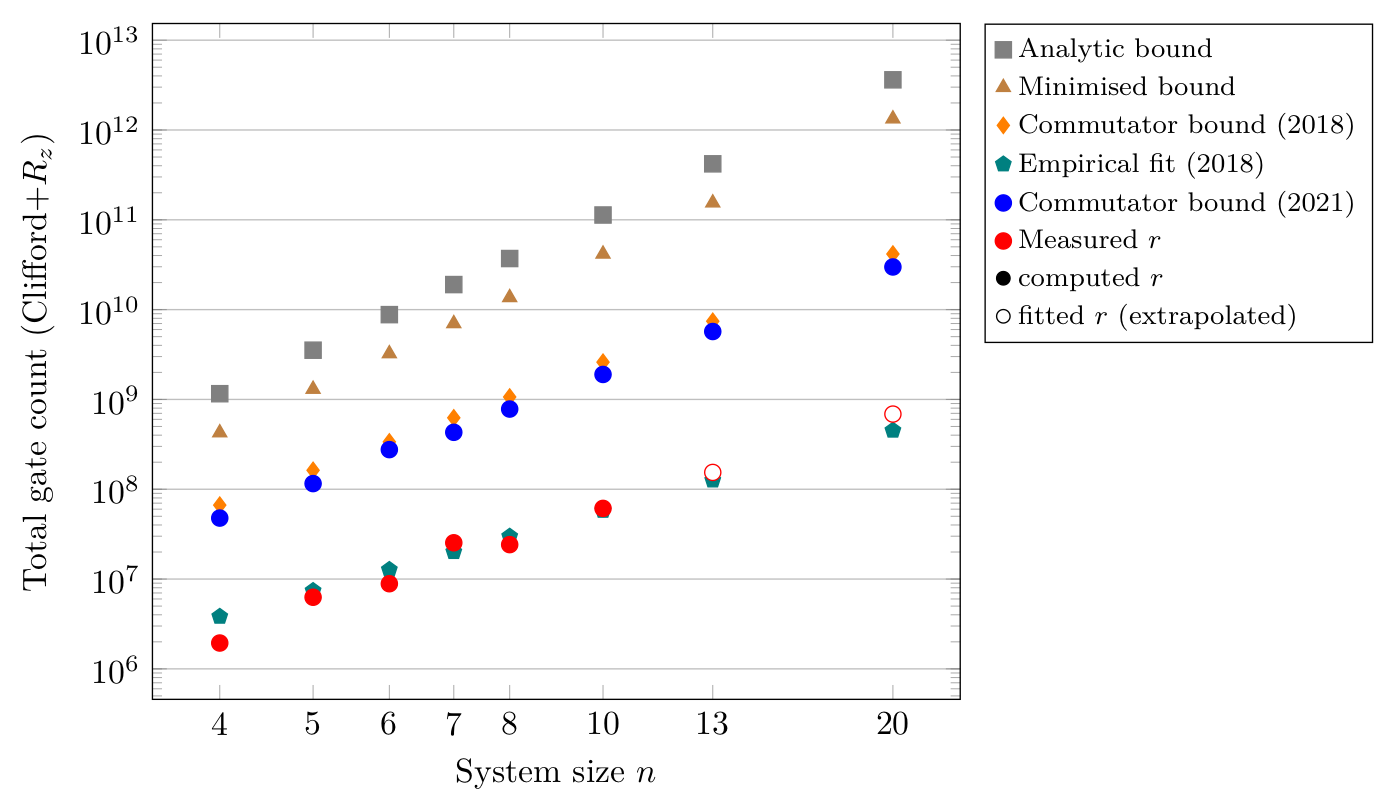 10^13
10^12
10^11
10^10
10^9
10^8
10^7
10^6
Total gate count (Clifford+R_z)
4 5 6 7 8 10 13 20
System size n
Analytic bound
Minimised bound
Commutator bound (2018)
Empirical fit (2018)
Commutator bound (2021)
Measured r
computed r
fitted r (extrapolated)